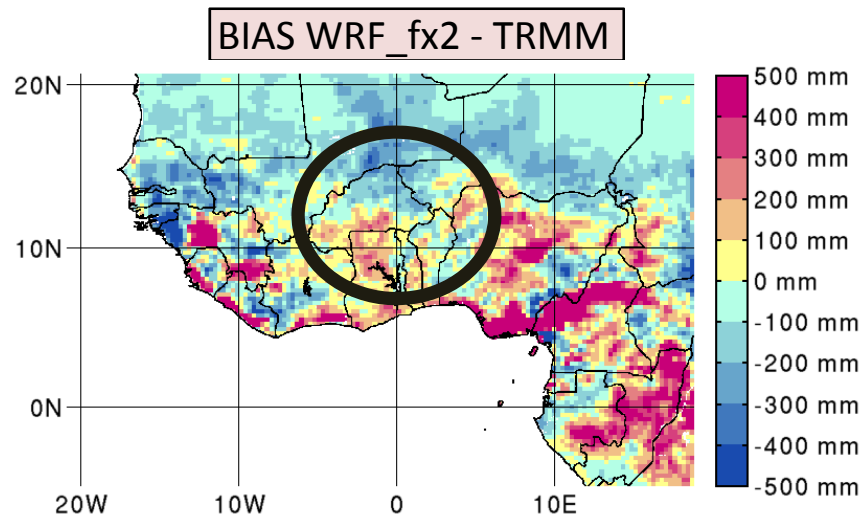 BIAS WRF_fx2 - TRMM
20N
10N
0N
20W
10W
0
10E
500 mm
400 mm
300 mm
200 mm
100 mm
0 mm
-100 mm
-200 mm
-300 mm
-400 mm
-500 mm